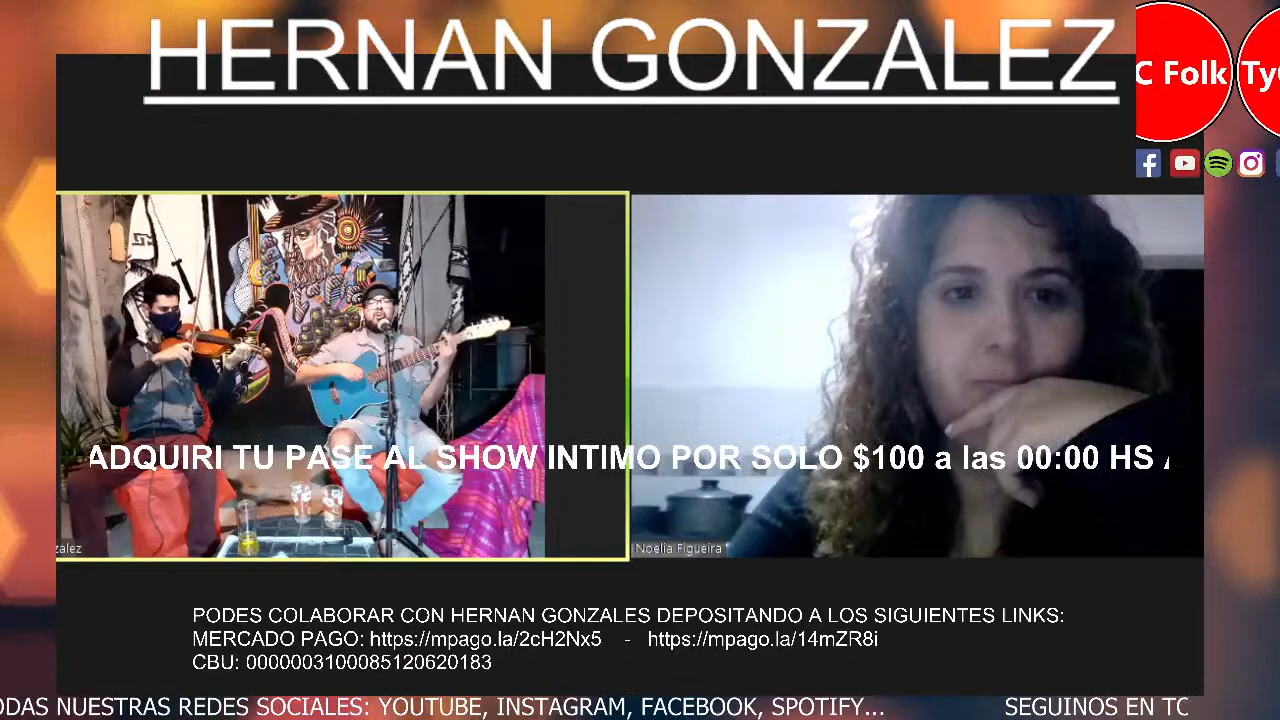 HERNAN GONZALEZ
C Folk
Ty
ADQUIRI TU PASE AL SHOW INTIMO POR SOLO $100 a las 00:00 HS
zalez
Noelia Figueira
PODES COLABORAR CON HERNAN GONZALES DEPOSITANDO A LOS SIGUIENTES LINKS:
MERCADO PAGO: https://mpago.la/2cH2Nx5 - https://mpago.la/14mZR8i
CBU: 0000003100085120620183
ODAS NUESTRAS REDES SOCIALES: YOUTUBE, INSTAGRAM, FACEBOOK, SPOTIFY... SEGUINOS EN TO